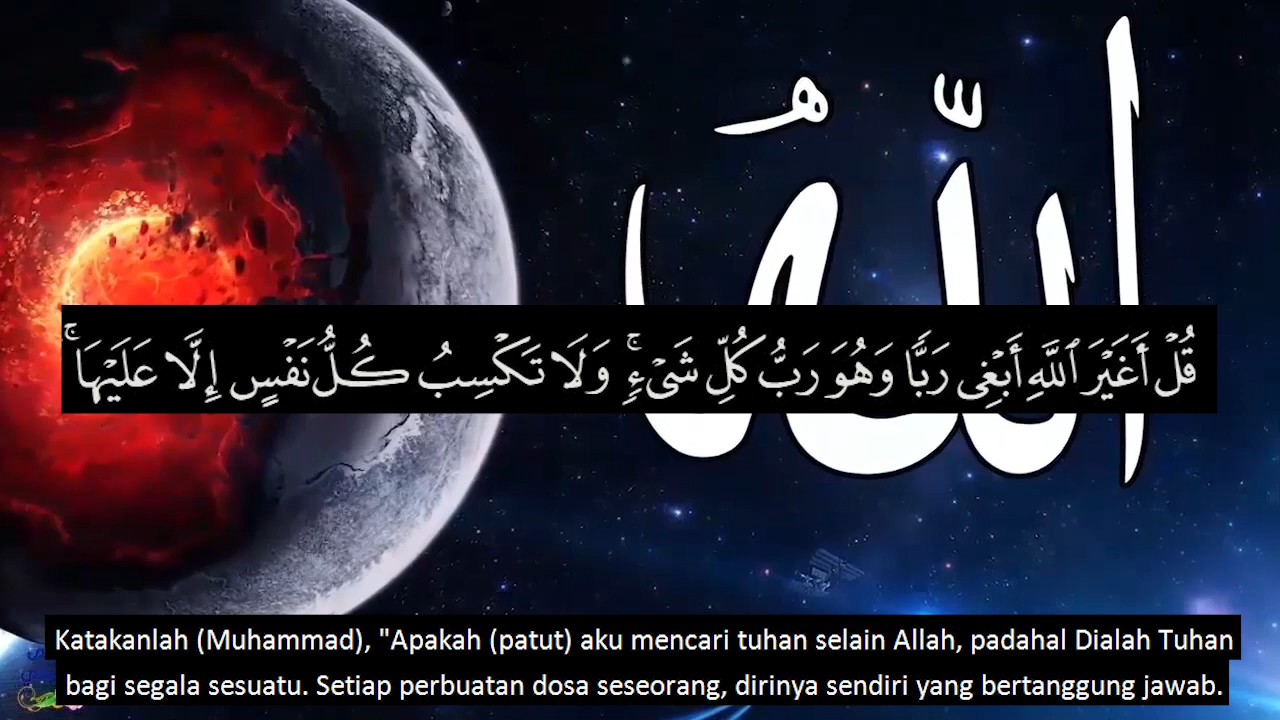 ٱللَّهُ
قُلۡ أَغَيۡرَ ٱللَّهِ أَبۡغِي رَبّٗا وَهُوَ رَبُّ كُلِّ شَيۡءٖۚ وَلَا تَكۡسِبُ كُلُّ نَفۡسٍ إِلَّا عَلَيۡهَاۚ
Katakanlah (Muhammad), "Apakah (patut) aku mencari tuhan selain Allah, padahal Dialah Tuhan
bagi segala sesuatu. Setiap perbuatan dosa seseorang, dirinya sendiri yang bertanggung jawab.